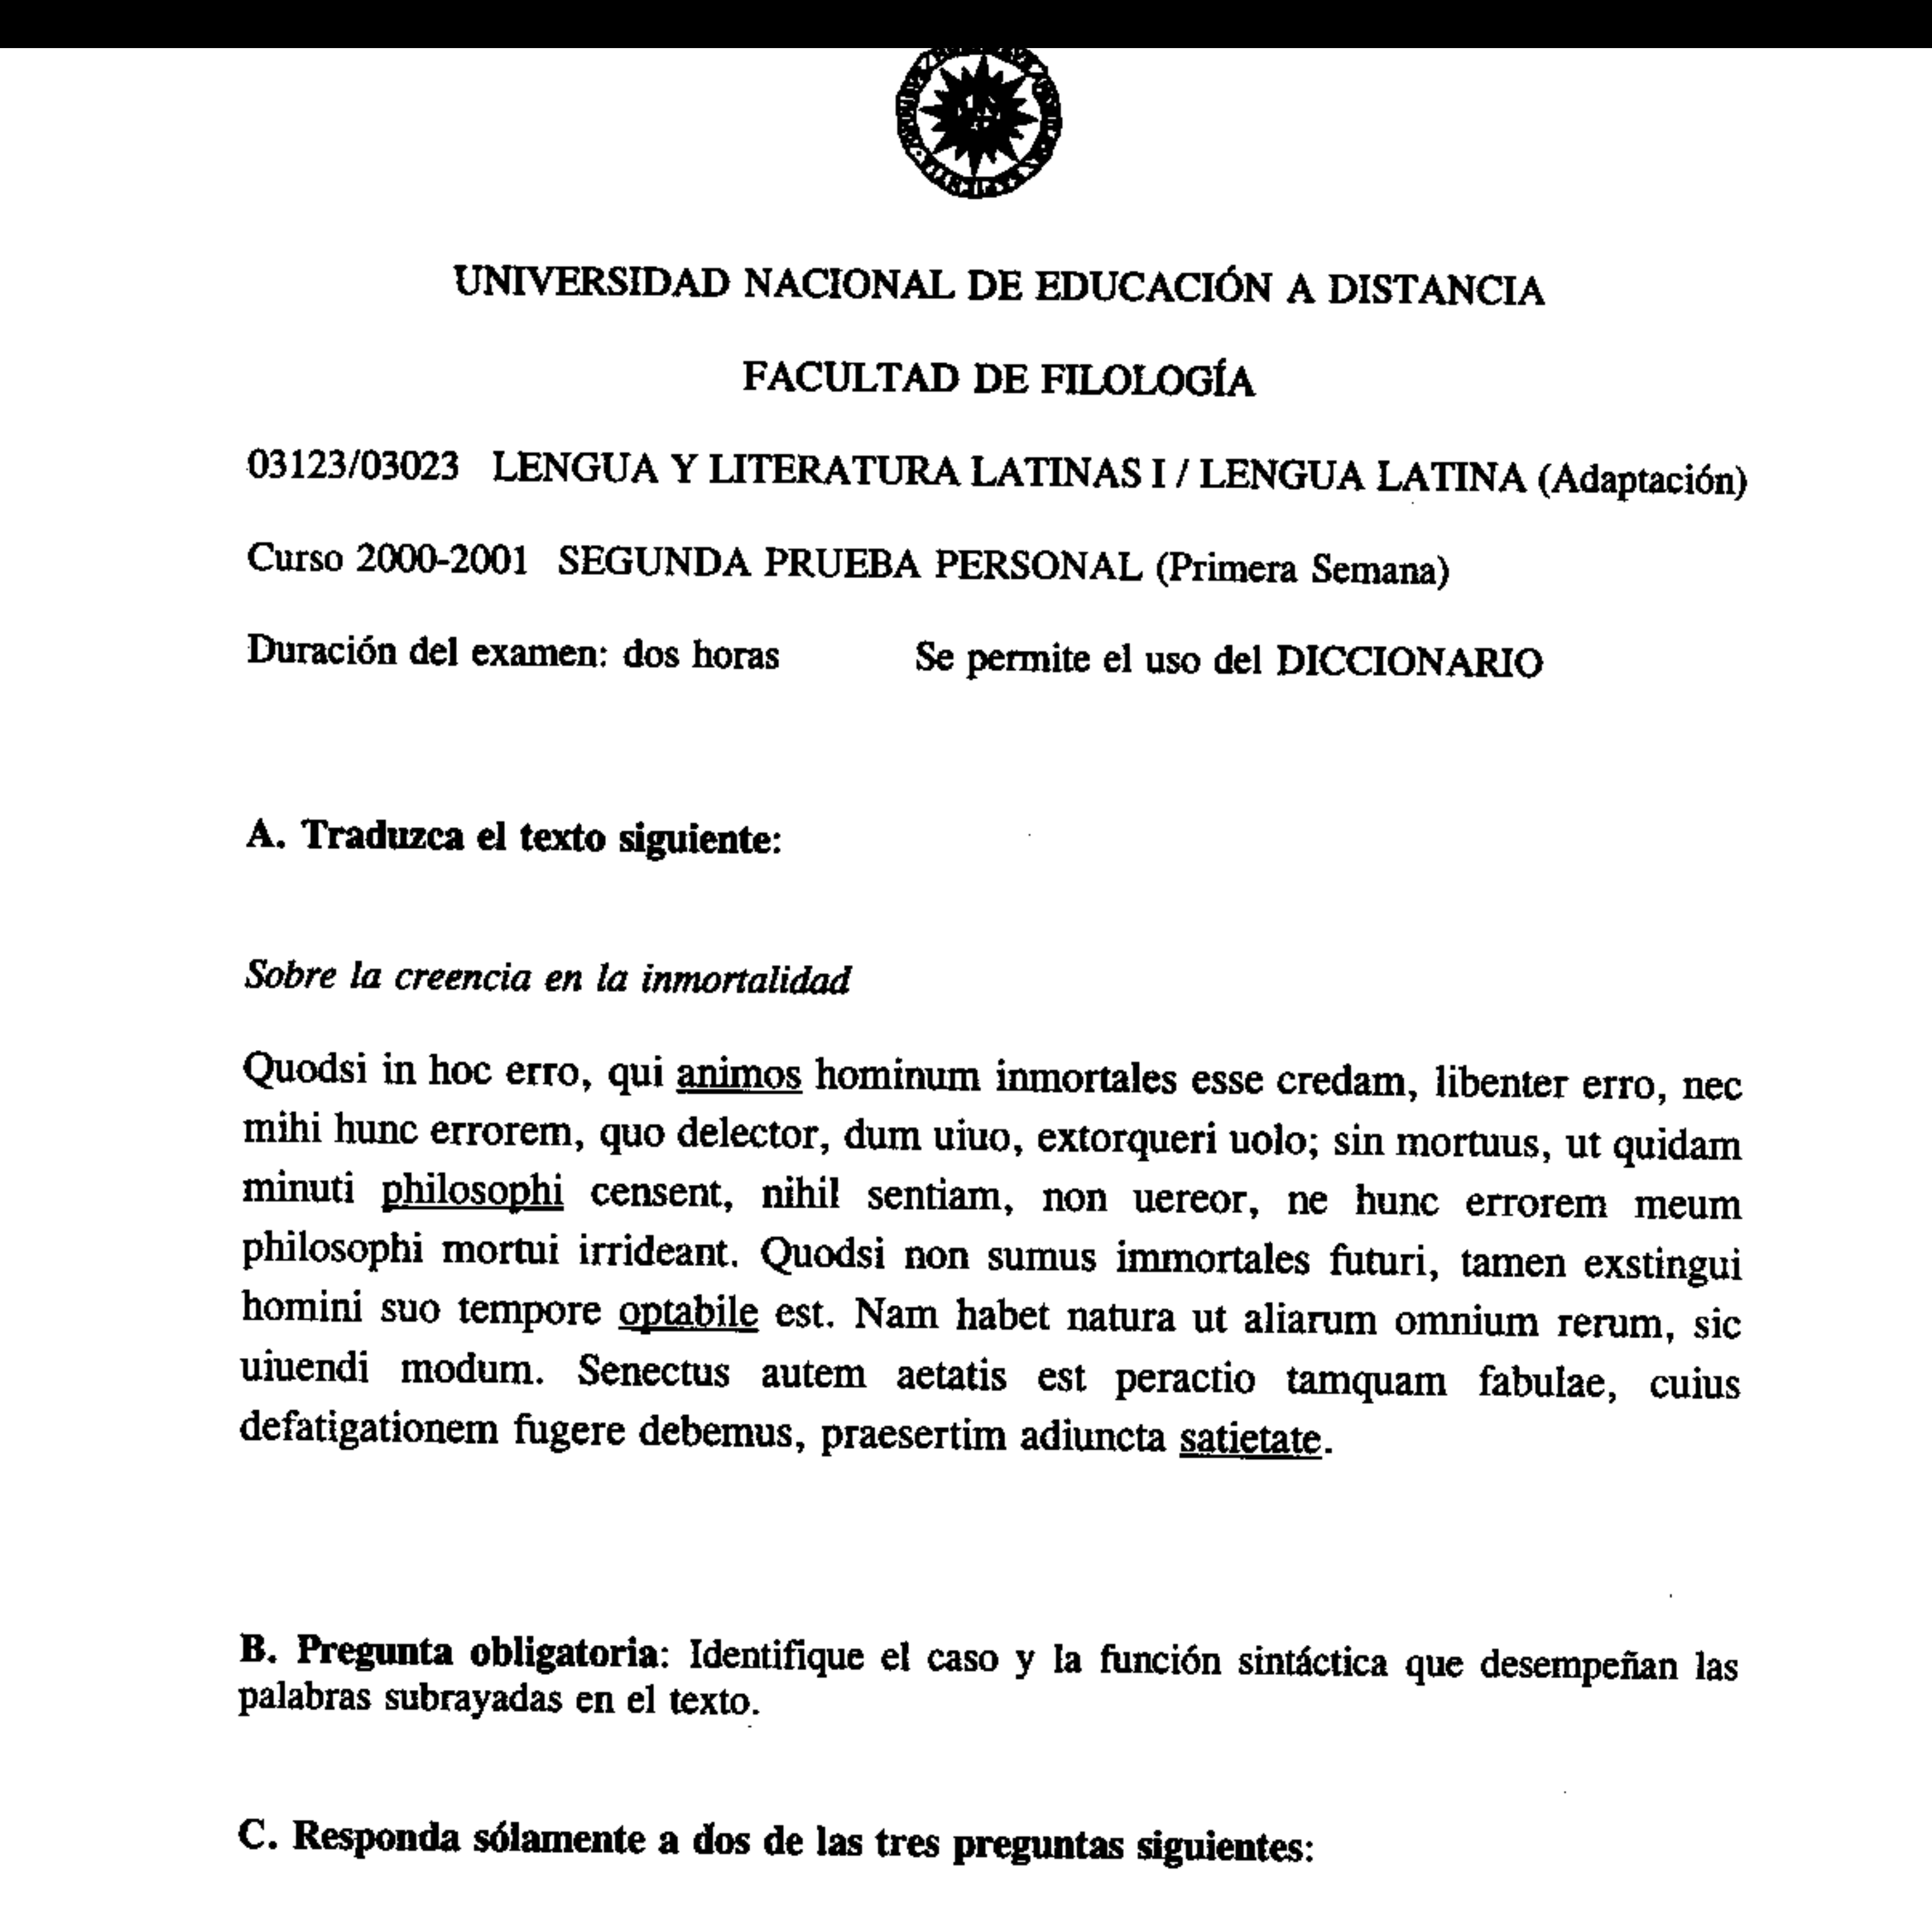 UNIVERSIDAD NACIONAL DE EDUCACIÓN A DISTANCIA
FACULTAD DE FILOLOGÍA
03123/03023 LENGUA Y LITERATURA LATINAS I / LENGUA LATINA (Adaptación)
Curso 2000-2001 SEGUNDA PRUEBA PERSONAL (Primera Semana)
Duración del examen: dos horas Se permite el uso del DICCIONARIO
A. Traduzca el texto siguiente:
Sobre la creencia en la inmortalidad
Quodsi in hoc erro, qui animos hominum inmortales esse credam, libenter erro, nec
mihi hunc errorem, quo delector, dum uiuo, extorqueri uolo; sin mortuus, ut quidam
minuti philosophi censent, nihil sentiam, non uereor, ne hunc errorem meum
philosophi mortui irrideant. Quodsi non sumus immortales futuri, tamen exstingui
homini suo tempore optabile est. Nam habet natura ut aliarum omnium rerum, sic
uiuendi modum. Senectus autem aetatis est peractio tamquam fabulae, cuius
defatigationem fugere debemus, praesertim adiuncta satietate.
B. Pregunta obligatoria: Identifique el caso y la función sintáctica que desempeñan las
palabras subrayadas en el texto.
C. Responda sólamente a dos de las tres preguntas siguientes: